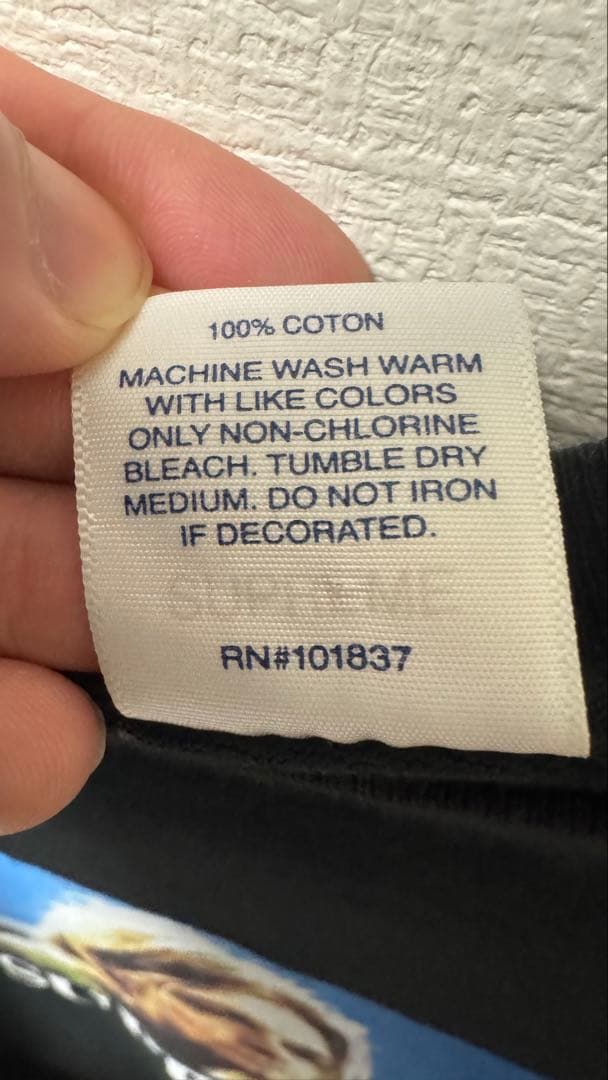 100% COTON
MACHINE WASH WARM
WITH LIKE COLORS
ONLY NON-CHLORINE
BLEACH. TUMBLE DRY
MEDIUM. DO NOT IRON
IF DECORATED.
SUPREME
RN#101837